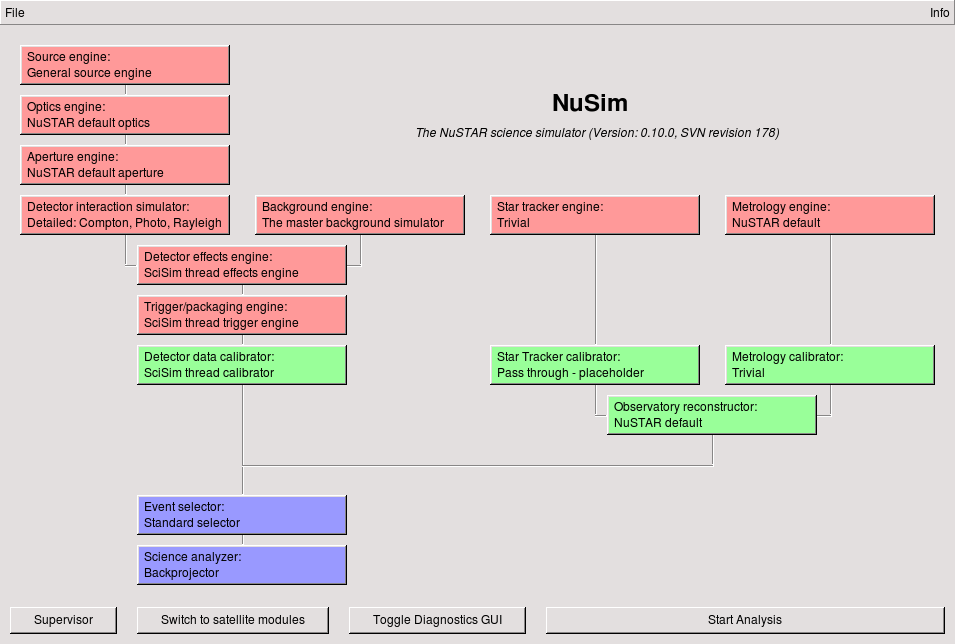 File
Info
Source engine:
General source engine
Optics engine:
NuSTAR default optics
NuSim
The NuSTAR science simulator (Version: 0.10.0, SVN revision 178)
Aperture engine:
NuSTAR default aperture
Detector interaction simulator:
Detailed: Compton, Photo, Rayleigh
Background engine:
The master background simulator
Star tracker engine:
Trivial
Metrology engine:
NuSTAR default
Detector effects engine:
SciSim thread effects engine
Trigger/packaging engine:
SciSim thread trigger engine
Detector data calibrator:
SciSim thread calibrator
Star Tracker calibrator:
Pass through - placeholder
Metrology calibrator:
Trivial
Observatory reconstructor:
NuSTAR default
Event selector:
Standard selector
Science analyzer:
Backprojector
Supervisor
Switch to satellite modules
Toggle Diagnostics GUI
Start Analysis